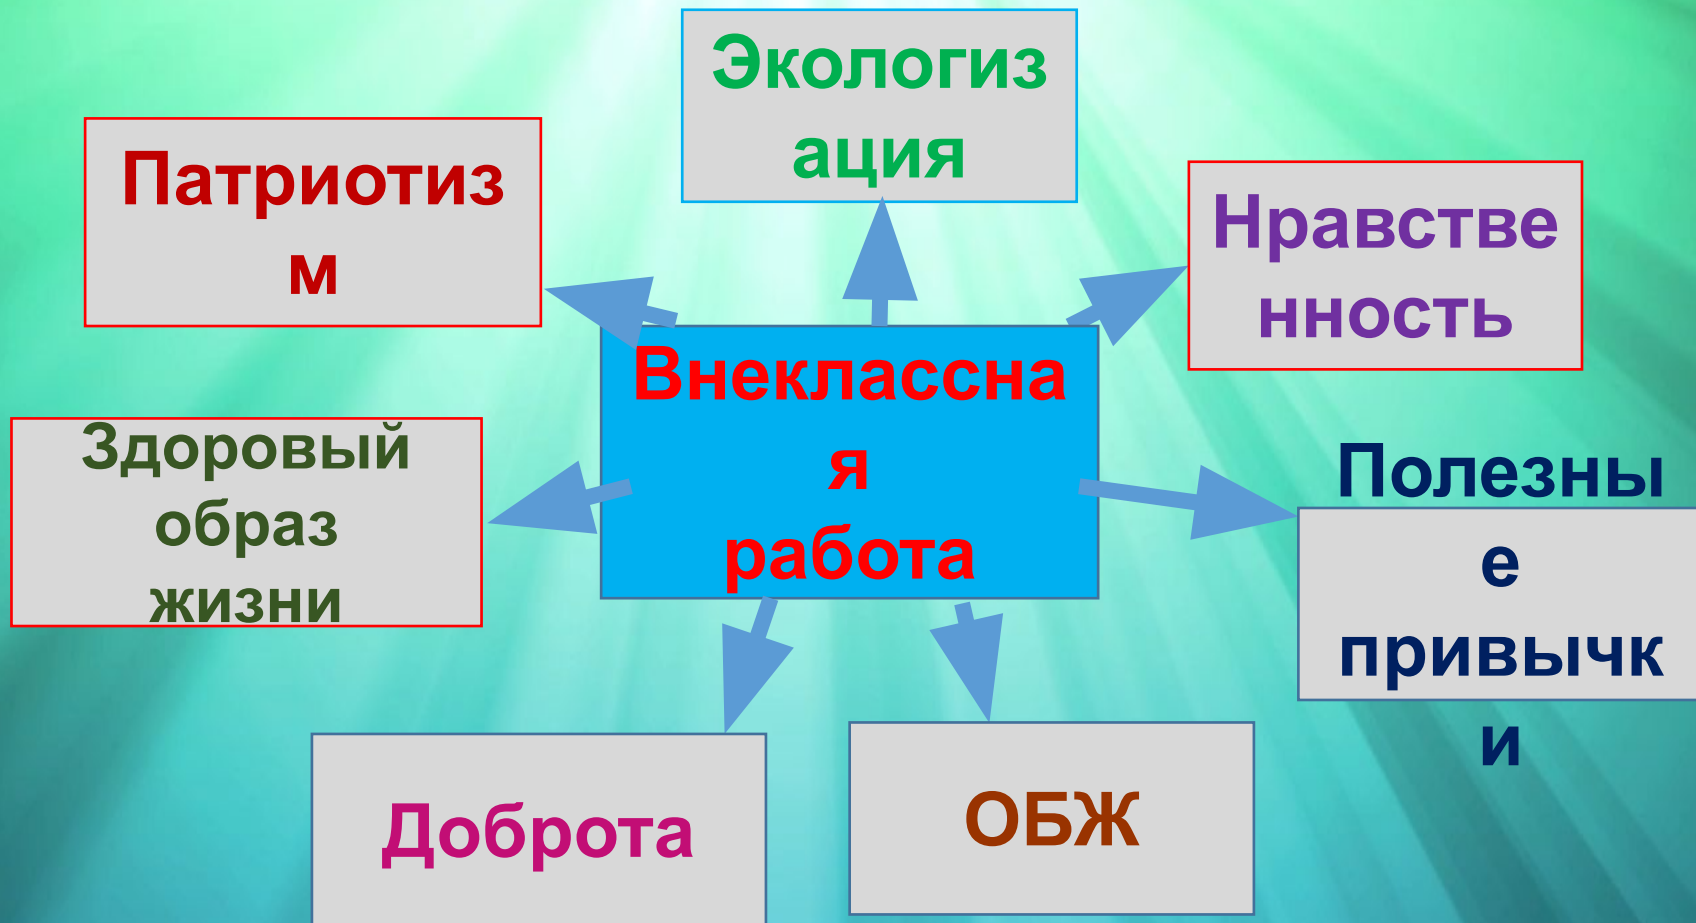 Экологиз
ация
Патриотиз
м
Нравстве
нность
Внеклассна
я
работа
Здоровый
образ
жизни
Полезны
е
привычк
и
Доброта
ОБЖ